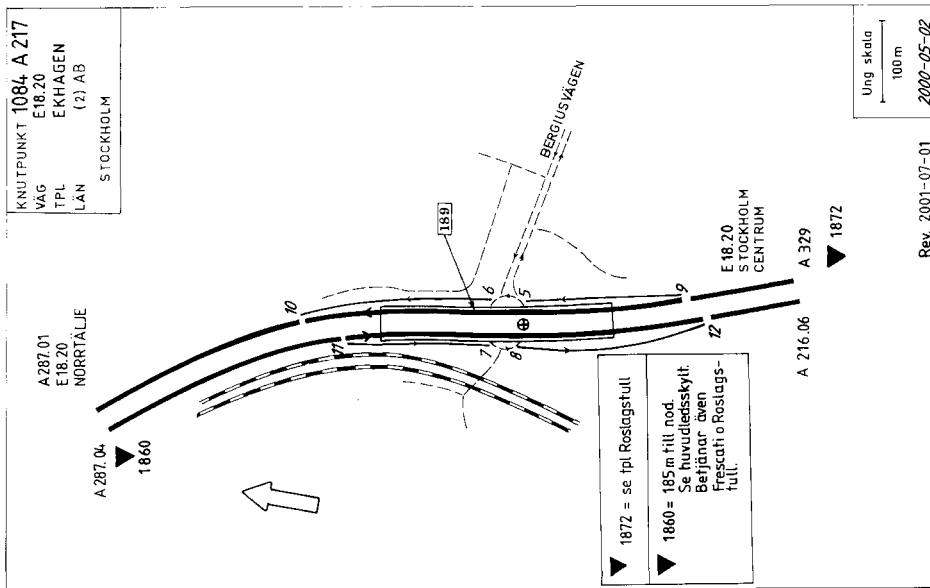 KNUTPUNKT 1084 A 217
VÄG E18.20
TPL EKHAGEN
LÄN (2) AB
STOCKHOLM
A 287.01
E 18.20
NORRTÄLJE
A 287.04
1860
10
11
189
BERGIUSVÄGEN
6
5
7
8
9
12
E 18.20
STOCKHOLM
CENTRUM
A 329
1872
A 216.06
1872 = se tpl Roslagstull
1860 = 185 m till nod.
Se huvudledsskylt.
Betjänar även
Frescati o Roslags-
tull.
Ung skala
100 m
Rev. 2001-07-01
2000-05-02